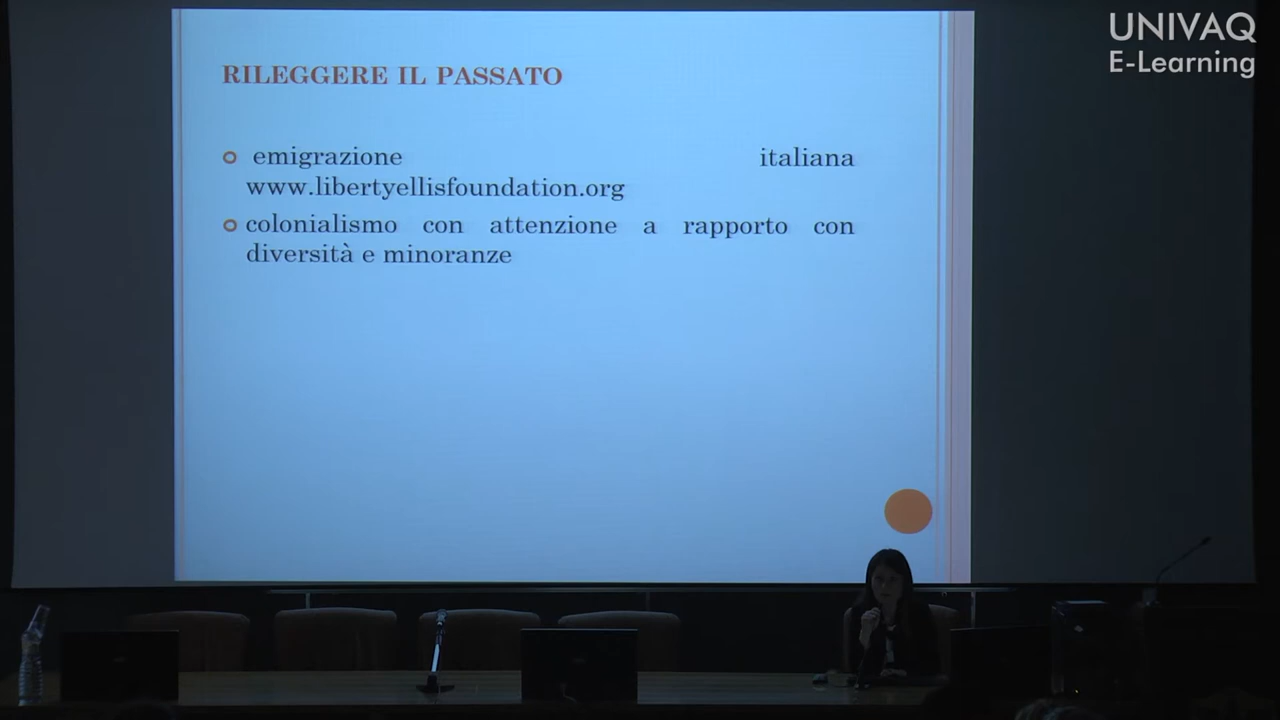 UNIVAQ
E-Learning
RILEGGERE IL PASSATO
emigrazione italiana
www.libertyellisfoundation.org
colonialismo con attenzione a rapporto con
diversità e minoranze